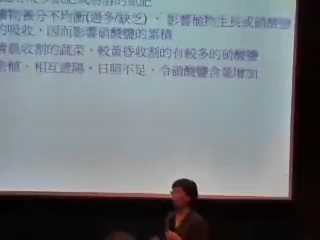 礦物養分不均衡(過多/缺乏)，影響植物生長或硝酸鹽
的吸收，因而影響硝酸鹽的累積
清晨收割的蔬菜，較黃昏收割的有較多的硝酸鹽
植，相互遮陽，日照不足，令硝酸鹽含量增加